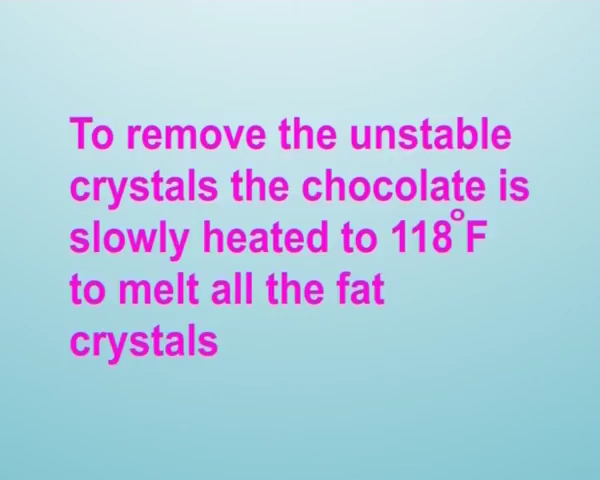 To remove the unstable
crystals the chocolate is
slowly heated to 118°F
to melt all the fat
crystals